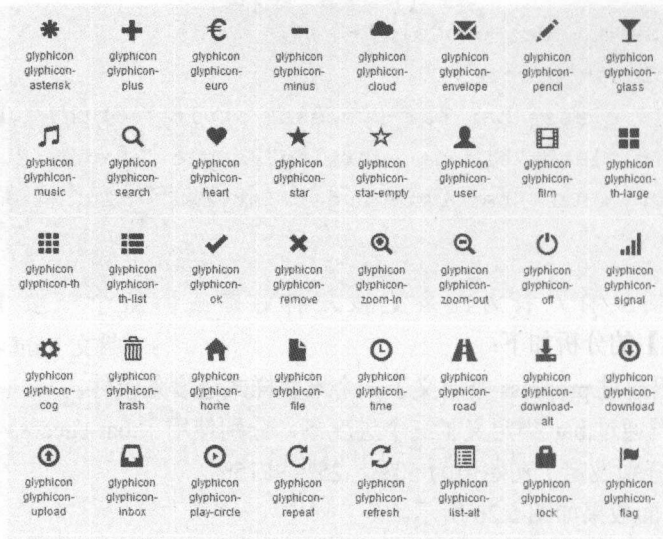 glyphicon glyphicon-asterisk
glyphicon glyphicon-plus
glyphicon glyphicon-euro
glyphicon glyphicon-minus
glyphicon glyphicon-cloud
glyphicon glyphicon-envelope
glyphicon glyphicon-pencil
glyphicon glyphicon-glass
glyphicon glyphicon-music
glyphicon glyphicon-search
glyphicon glyphicon-heart
glyphicon glyphicon-star
glyphicon glyphicon-star-empty
glyphicon glyphicon-user
glyphicon glyphicon-film
glyphicon glyphicon-th-large
glyphicon glyphicon-th
glyphicon glyphicon-th-list
glyphicon glyphicon-ok
glyphicon glyphicon-remove
glyphicon glyphicon-zoom-in
glyphicon glyphicon-zoom-out
glyphicon glyphicon-off
glyphicon glyphicon-signal
glyphicon glyphicon-cog
glyphicon glyphicon-trash
glyphicon glyphicon-home
glyphicon glyphicon-file
glyphicon glyphicon-time
glyphicon glyphicon-road
glyphicon glyphicon-download-alt
glyphicon glyphicon-download
glyphicon glyphicon-upload
glyphicon glyphicon-inbox
glyphicon glyphicon-play-circle
glyphicon glyphicon-repeat
glyphicon glyphicon-refresh
glyphicon glyphicon-list-alt
glyphicon glyphicon-lock
glyphicon glyphicon-flag